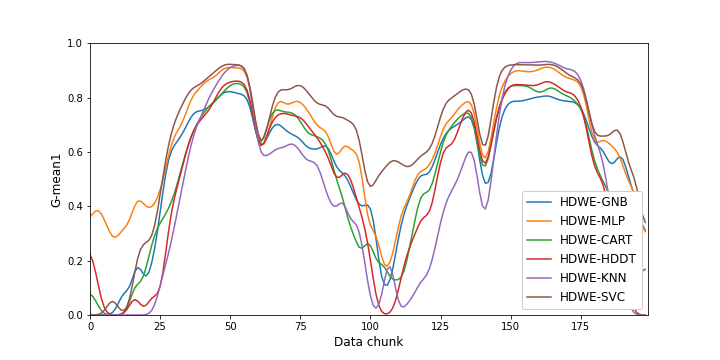 1.0
0.8
0.6
0.4
0.2
0.0
G-mean1
0 25 50 75 100 125 150 175
Data chunk
HDWE-GNB
HDWE-MLP
HDWE-CART
HDWE-HDDT
HDWE-KNN
HDWE-SVC